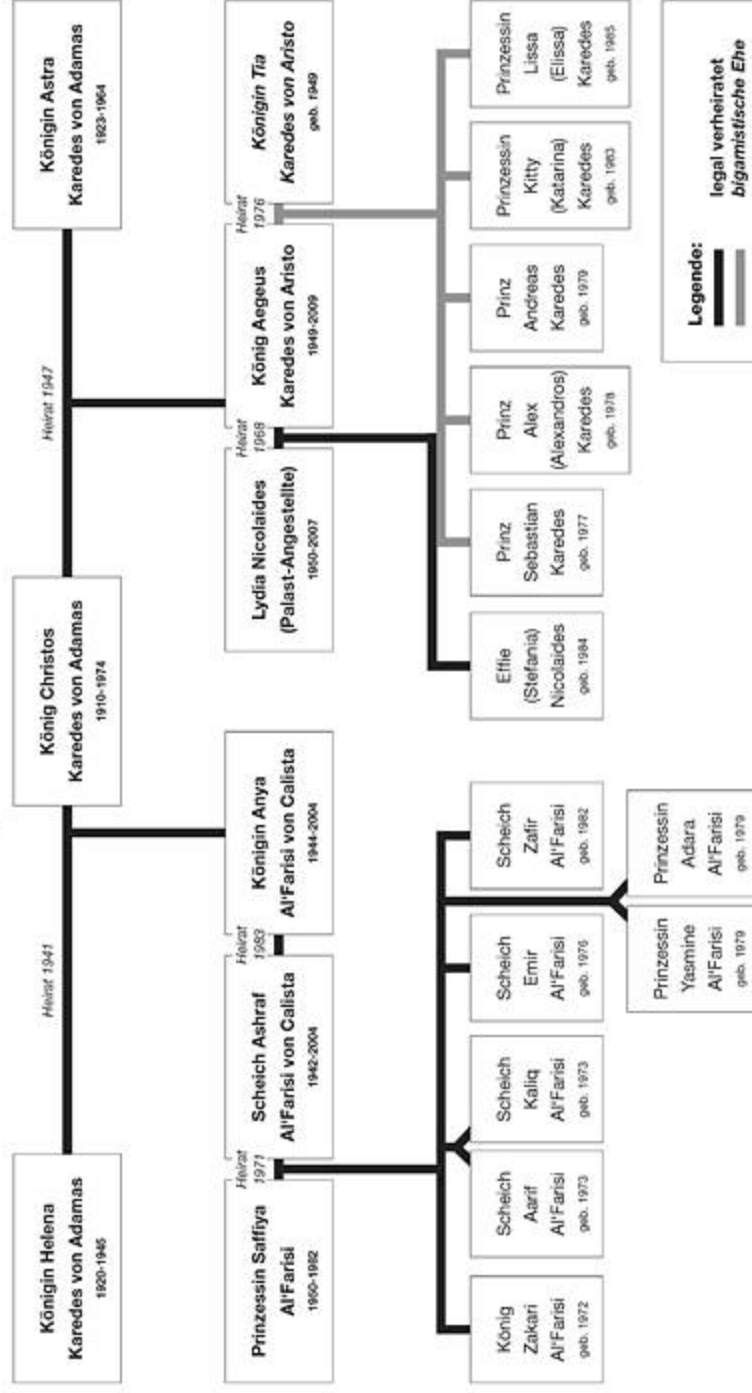 Königin Helena
Karedes von Adamas
1920-1945
Heirat 1941
König Christos
Karedes von Adamas
1910-1974
Heirat 1947
Königin Astra
Karedes von Adamas
1923-1964
Prinzessin Saffiya
Al'Farisi
1950-1982
Heirat
1971
Scheich Ashraf
Al'Farisi von Calista
1942-2004
Heirat
1983
Königin Anya
Al'Farisi von Calista
1944-2004
Lydia Nicolaides
(Palast-Angestellte)
1950-2007
Heirat
1968
König Aegeus
Karedes von Aristo
1949-2009
Heirat
1976
Königin Tia
Karedes von Aristo
geb. 1949
König
Zakari
Al'Farisi
geb. 1972
Scheich
Aarif
Al'Farisi
geb. 1973
Scheich
Kaliq
Al'Farisi
geb. 1973
Scheich
Emir
Al'Farisi
geb. 1976
Scheich
Zafir
Al'Farisi
geb. 1982
Effie
(Stefania)
Nicolaides
geb. 1984
Prinz
Sebastian
Karedes
geb. 1977
Prinz
Alex
(Alexandros)
Karedes
geb. 1978
Prinz
Andreas
Karedes
geb. 1979
Prinzessin
Kitty
(Katarina)
Karedes
geb. 1983
Prinzessin
Lissa
(Elissa)
Karedes
geb. 1985
Prinzessin
Yasmine
Al'Farisi
geb. 1979
Prinzessin
Adara
Al'Farisi
geb. 1979
Legende:
legal verheiratet
bigamistische Ehe